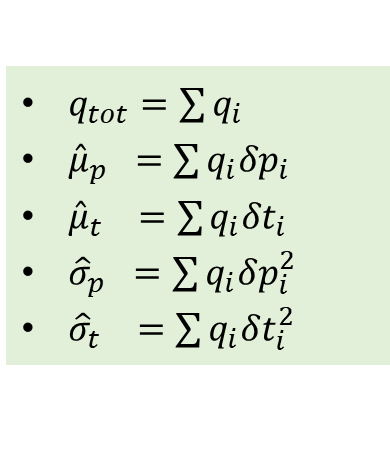 • q_tot = ∑ q_i
• μ̂_p = ∑ q_i δp_i
• μ̂_t = ∑ q_i δt_i
• σ̂_p = ∑ q_i δp_i^2
• σ̂_t = ∑ q_i δt_i^2